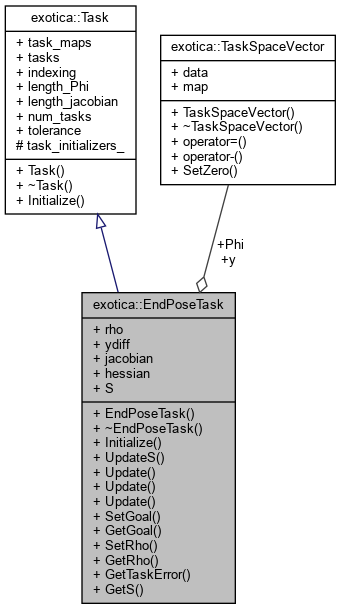 exotica::Task
+ task_maps
+ tasks
+ indexing
+ length_Phi
+ length_jacobian
+ num_tasks
+ tolerance
# task_initializers_
+ Task()
+ ~Task()
+ Initialize()
exotica::TaskSpaceVector
+ data
+ map
+ TaskSpaceVector()
+ ~TaskSpaceVector()
+ operator=()
+ operator-()
+ SetZero()
+Phi
+y
exotica::EndPoseTask
+ rho
+ ydiff
+ jacobian
+ hessian
+ S
+ EndPoseTask()
+ ~EndPoseTask()
+ Initialize()
+ UpdateS()
+ Update()
+ Update()
+ Update()
+ SetGoal()
+ GetGoal()
+ SetRho()
+ GetRho()
+ GetTaskError()
+ GetS()